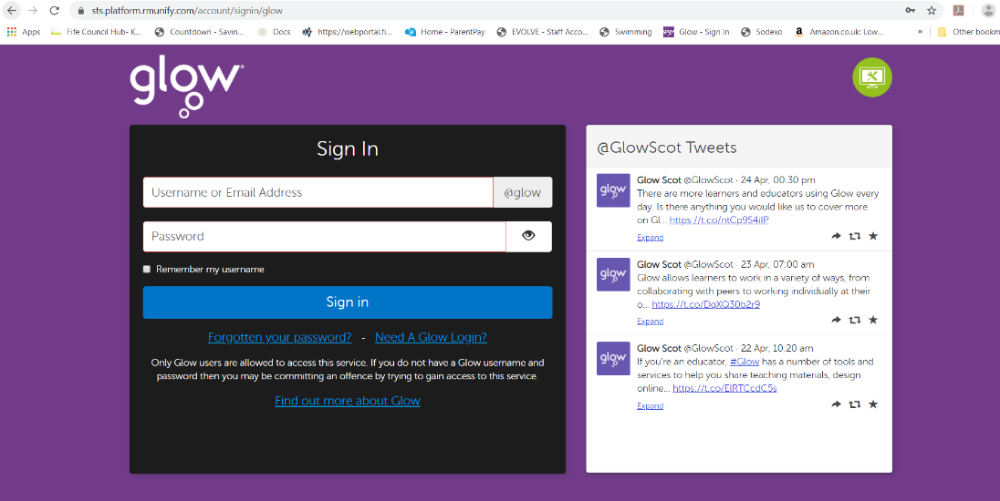 sts.platform.rmunify.com/account/signin/glow
Apps Fife Council Hub- K... Countdown - Savin... Docs https://webportal.fi... Home - ParentPay EVOLVE - Staff Acco... Swimming Glow - Sign In Sodexo Amazon.co.uk: Low... » Other bookm
glow
Sign In
Username or Email Address @glow
Password
Remember my username
Sign in
Forgotten your password? - Need A Glow Login?
Only Glow users are allowed to access this service. If you do not have a Glow username and
password then you may be committing an offence by trying to gain access to this service.
Find out more about Glow
@GlowScot Tweets
glow
Glow Scot @GlowScot · 24 Apr, 00:30 pm
There are more learners and educators using Glow every
day. Is there anything you would like us to cover more
on Gl... https://t.co/ntCp9S4iIP
Expand
glow
Glow Scot @GlowScot · 23 Apr, 07:00 am
Glow allows learners to work in a variety of ways, from
collaborating with peers to working individually at their
o... https://t.co/DqXQ30b2r9
Expand
glow
Glow Scot @GlowScot · 22 Apr, 10:20 am
If you're an educator, #Glow has a number of tools and
services to help you share teaching materials, design
online... https://t.co/ElRTCcdC5s
Expand